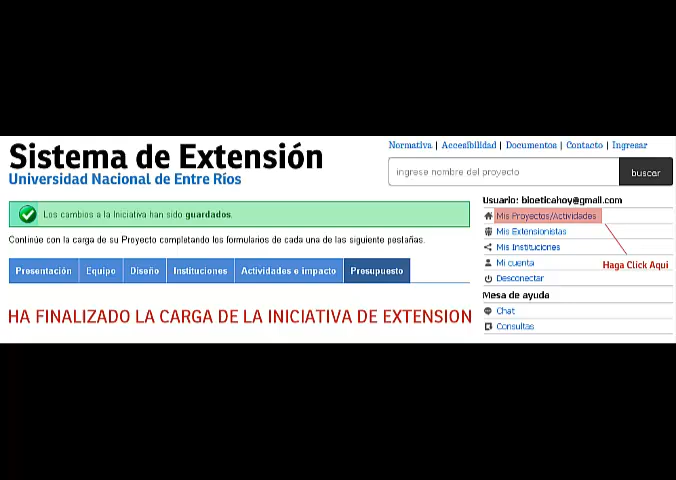 Sistema de Extensión
Universidad Nacional de Entre Ríos
Normativa | Accesibilidad | Documentos | Contacto | Ingresar
ingrese nombre del proyecto buscar
Los cambios a la Iniciativa han sido guardados.
Continúe con la carga de su Proyecto completando los formularios de cada una de las siguiente pestañas.
Presentación Equipo Diseño Instituciones Actividades e impacto Presupuesto
HA FINALIZADO LA CARGA DE LA INICIATIVA DE EXTENSION
Usuario: bioeticahoy@gmail.com
Mis Proyectos/Actividades
Mis Extensionistas
Mis Instituciones
Mi cuenta
Haga Click Aqui
Desconectar
Mesa de ayuda
Chat
Consultas